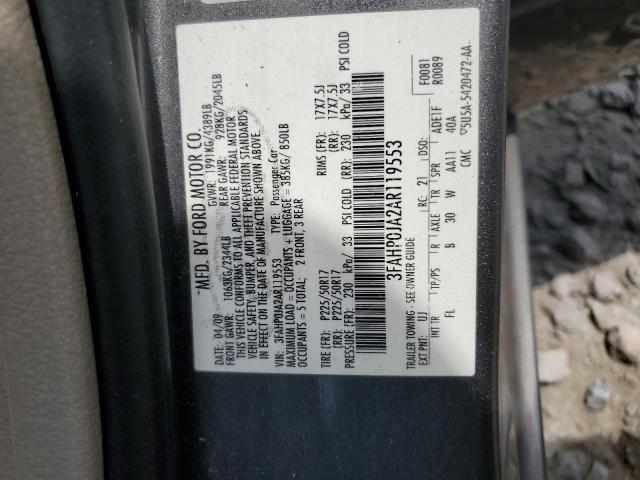 MFD. BY FORD MOTOR CO.
DATE: 04/09 GVWR: 1991KG/4389LB
FRONT GAWR: 1063KG/2344LB REAR GAWR: 928KG/2045LB
THIS VEHICLE CONFORMS TO ALL APPLICABLE FEDERAL MOTOR
VEHICLE SAFETY, BUMPER, AND THEFT PREVENTION STANDARDS
IN EFFECT ON THE DATE OF MANUFACTURE SHOWN ABOVE.
VIN: 3FAHP0JA2AR119553 TYPE: Passenger Car
MAXIMUM LOAD = OCCUPANTS + LUGGAGE = 385KG/ 850LB
OCCUPANTS = 5 TOTAL: 2 FRONT, 3 REAR
TIRE (FR): P225/50R17 RIMS (FR): 17X7.5J
(RR): P225/50R17 (RR): 17X7.5J
PRESSURE (FR): 230 kPa/ 33 PSI COLD (RR): 230 kPa/ 33 PSI COLD
3FAHP0JA2AR119553
TRAILER TOWING - SEE OWNER GUIDE F0081
EXT PNT: UJ RC: 21 DSO: R0089
INT TR TP/PS R AXLE TR SPR ADE1F
FL B 30 W AA11 40A
CMC ▽5U5A-5420472-AA